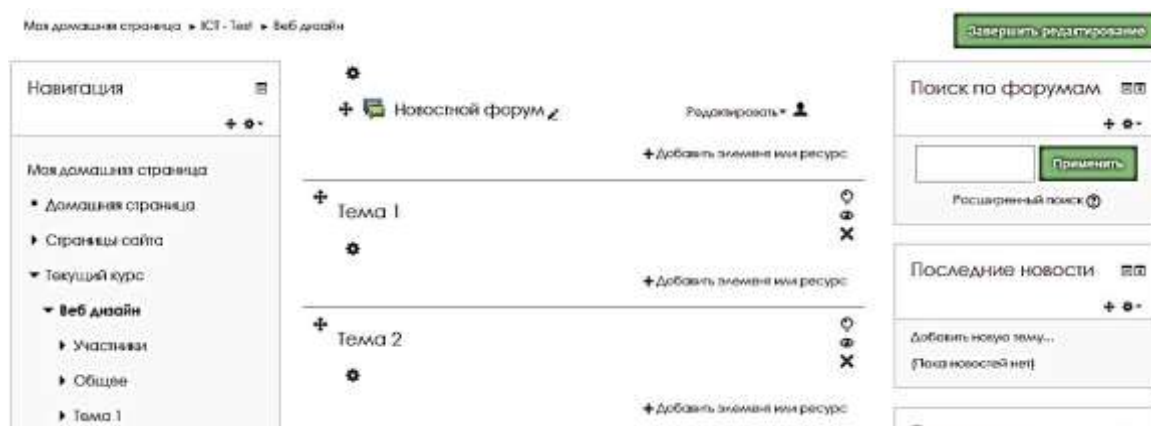 Моя домашняя страница ▸ ICT - Test ▸ Веб дизайн
Завершить редактирование
Навигация
Моя домашняя страница
Домашняя страница
Страницы сайта
Текущий курс
Веб дизайн
Участники
Общее
Тема 1
Новостной форум
Редактировать
Добавить элемент или ресурс
Тема 1
Добавить элемент или ресурс
Тема 2
Добавить элемент или ресурс
Поиск по форумам
Применить
Расширенный поиск
Последние новости
Добавить новую тему...
(Пока новостей нет)